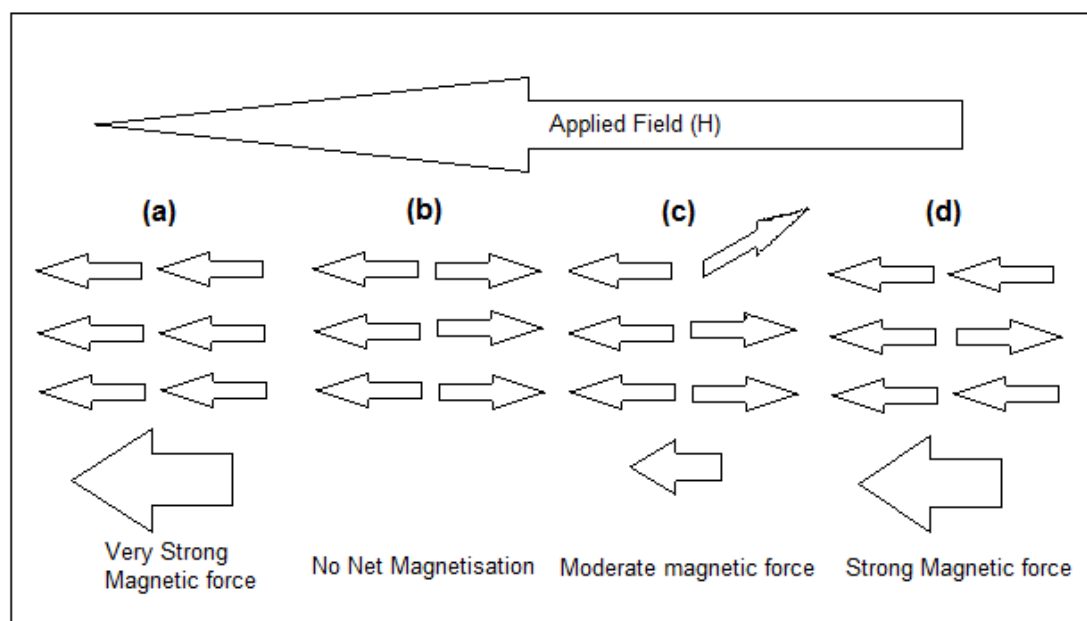 Applied Field (H)
(a)
(b)
(c)
(d)
Very Strong
Magnetic force
No Net Magnetisation
Moderate magnetic force
Strong Magnetic force